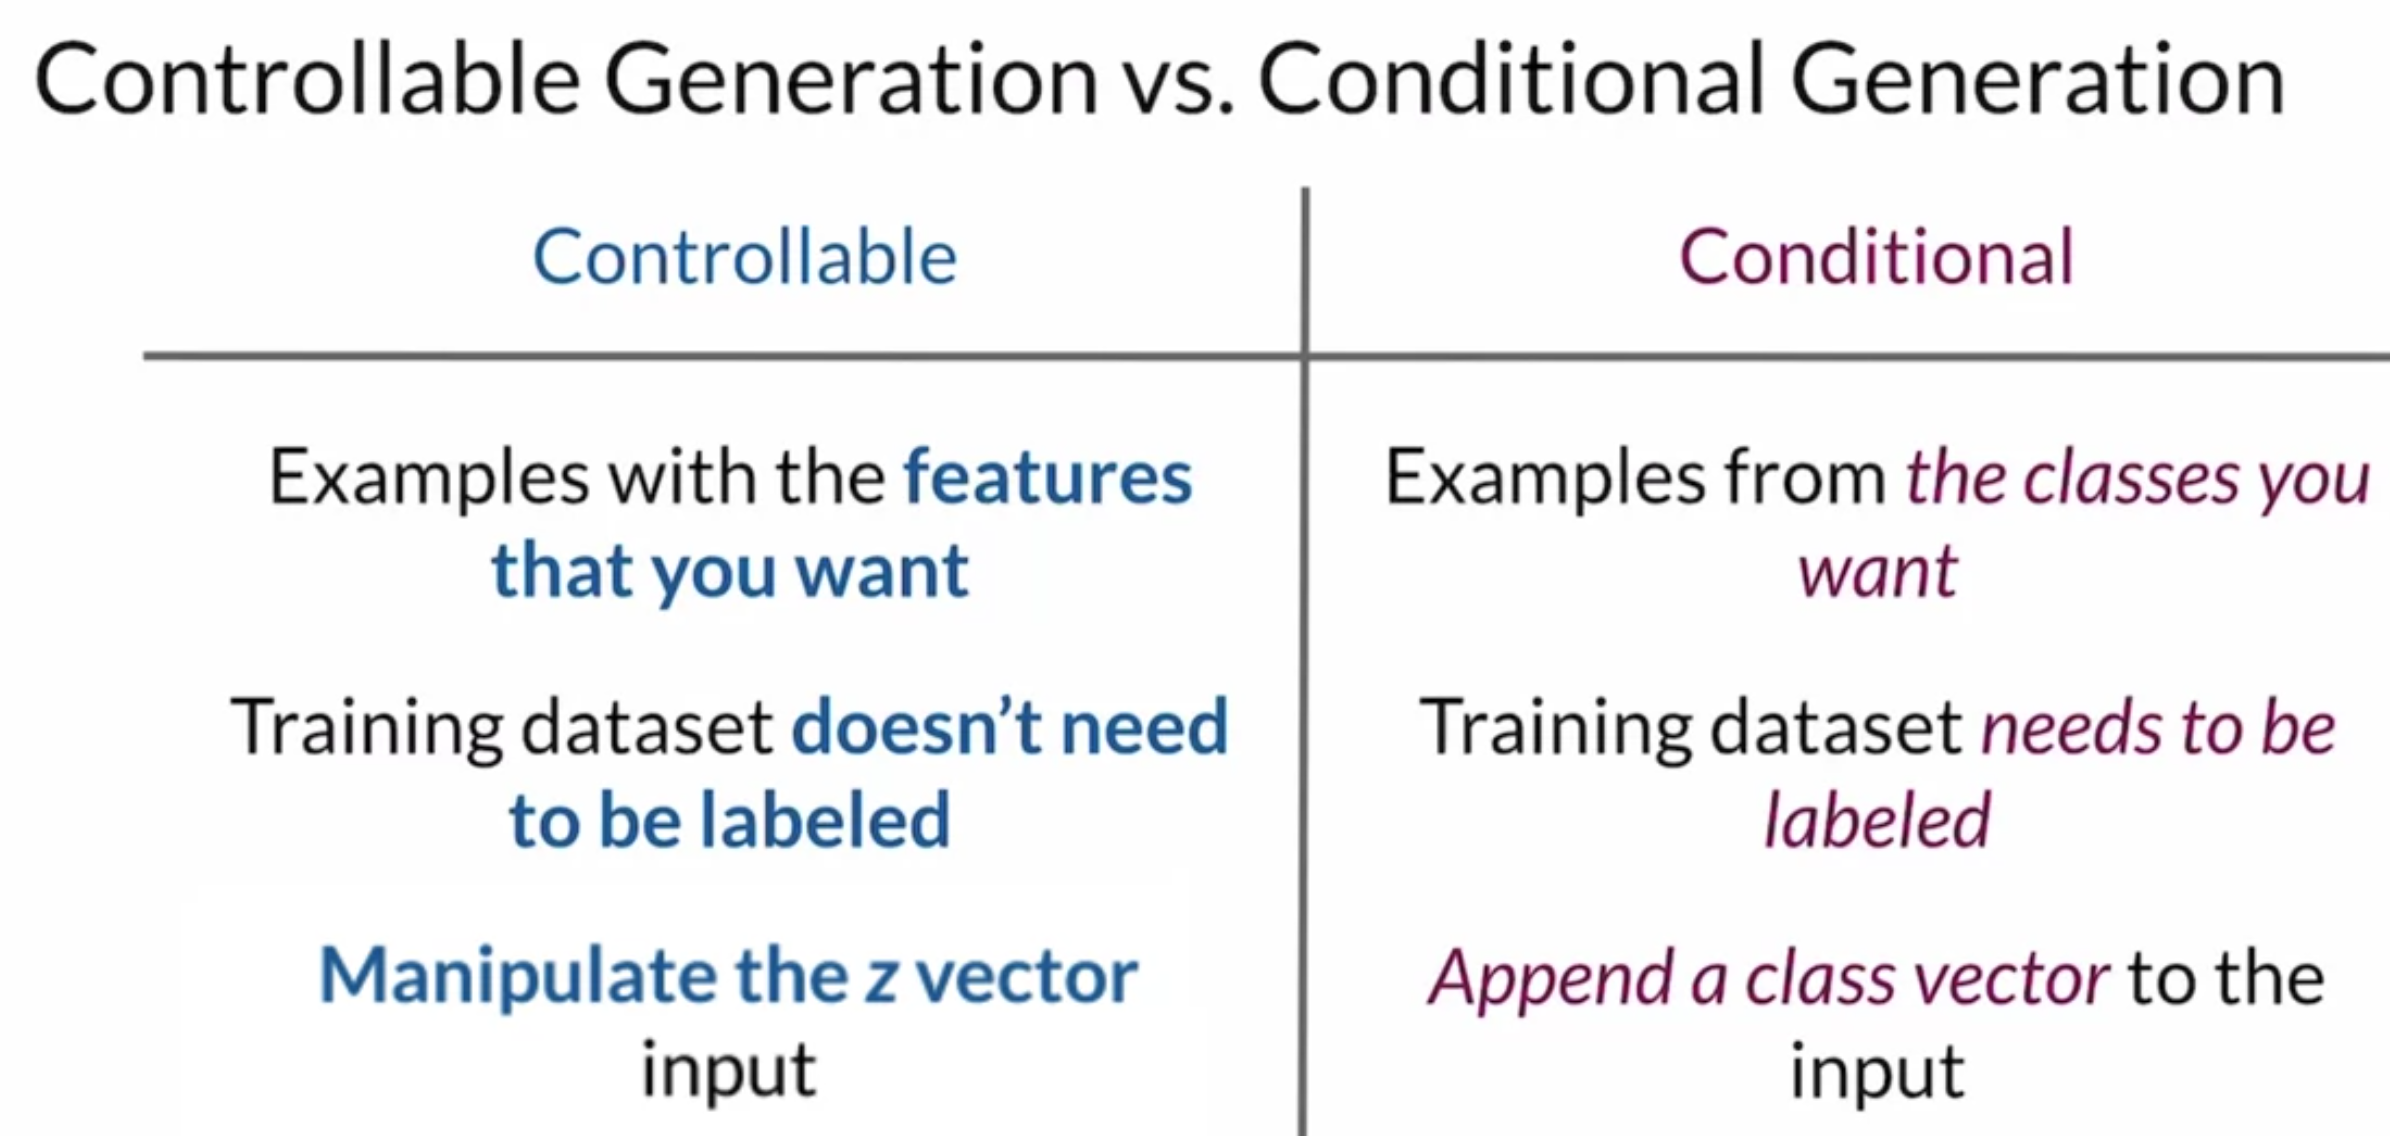 Controllable Generation vs. Conditional Generation
Controllable
Conditional
Examples with the features
that you want
Examples from the classes you
want
Training dataset doesn’t need
to be labeled
Training dataset needs to be
labeled
Manipulate the z vector
input
Append a class vector to the
input